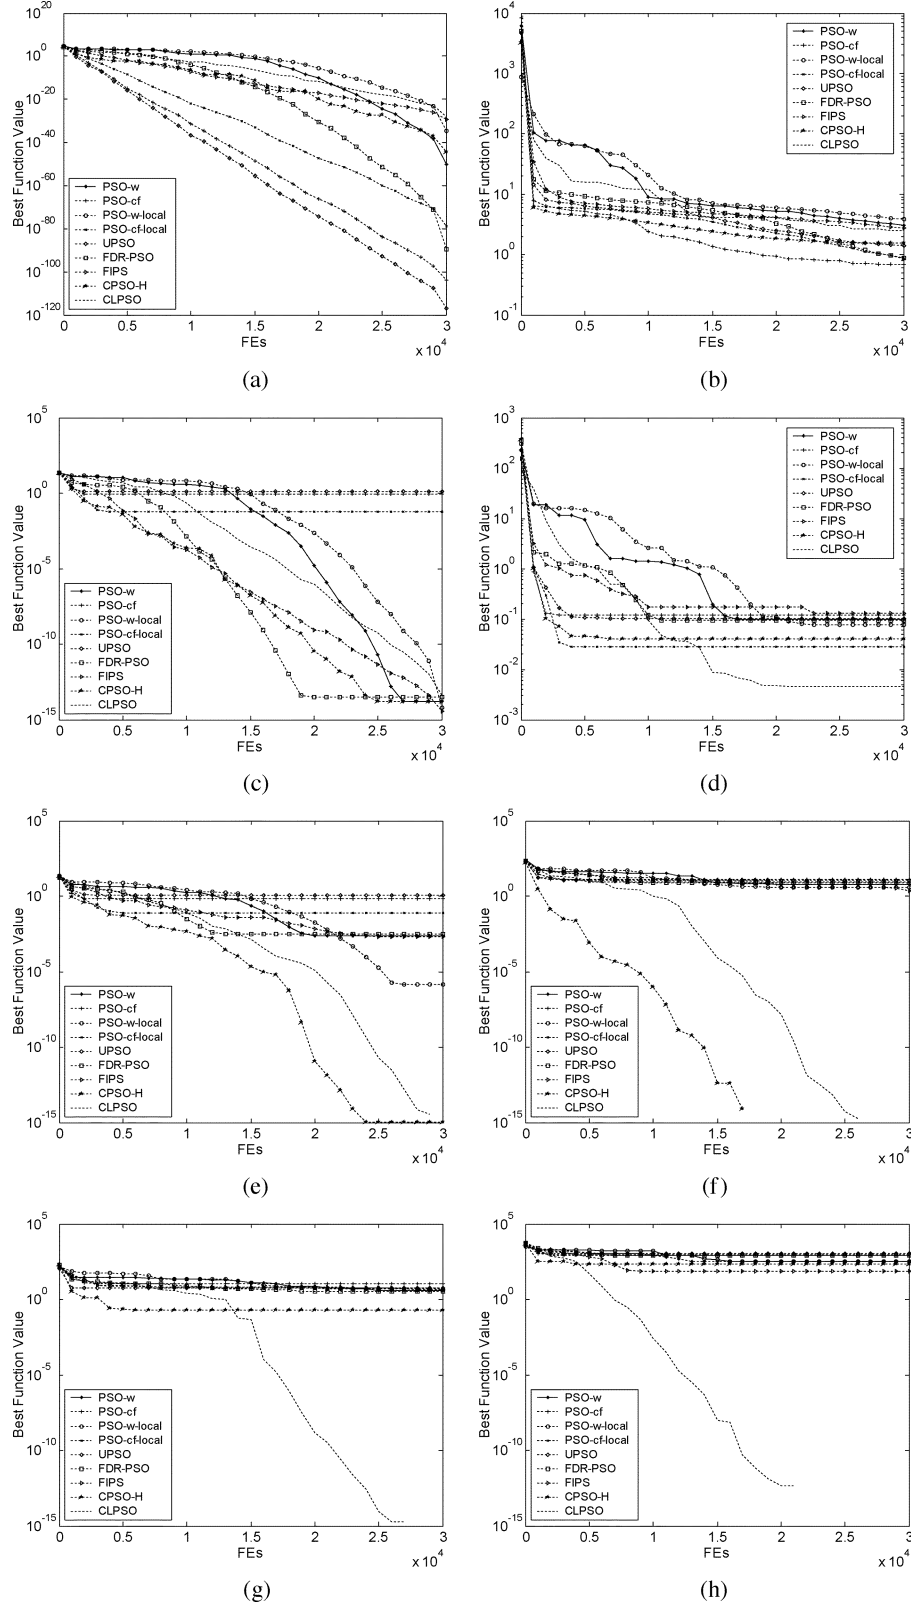 10^20
10^0
10^-20
10^-40
10^-60
10^-80
10^-100
10^-120
Best Function Value
PSO-w
PSO-cf
PSO-w-local
PSO-cf-local
UPSO
FDR-PSO
FIPS
CPSO-H
CLPSO
0 0.5 1 1.5 2 2.5 3
FEs
x 10^4
(a)
10^4
10^3
10^2
10^1
10^0
10^-1
Best Function Value
PSO-w
PSO-cf
PSO-w-local
PSO-cf-local
UPSO
FDR-PSO
FIPS
CPSO-H
CLPSO
0 0.5 1 1.5 2 2.5 3
FEs
x 10^4
(b)
10^5
10^0
10^-5
10^-10
10^-15
Best Function Value
PSO-w
PSO-cf
PSO-w-local
PSO-cf-local
UPSO
FDR-PSO
FIPS
CPSO-H
CLPSO
0 0.5 1 1.5 2 2.5 3
FEs
x 10^4
(c)
10^3
10^2
10^1
10^0
10^-1
10^-2
10^-3
Best Function Value
PSO-w
PSO-cf
PSO-w-local
PSO-cf-local
UPSO
FDR-PSO
FIPS
CPSO-H
CLPSO
0 0.5 1 1.5 2 2.5 3
FEs
x 10^4
(d)
10^5
10^0
10^-5
10^-10
10^-15
Best Function Value
PSO-w
PSO-cf
PSO-w-local
PSO-cf-local
UPSO
FDR-PSO
FIPS
CPSO-H
CLPSO
0 0.5 1 1.5 2 2.5 3
FEs
x 10^4
(e)
10^5
10^0
10^-5
10^-10
10^-15
Best Function Value
PSO-w
PSO-cf
PSO-w-local
PSO-cf-local
UPSO
FDR-PSO
FIPS
CPSO-H
CLPSO
0 0.5 1 1.5 2 2.5 3
FEs
x 10^4
(f)
10^5
10^0
10^-5
10^-10
10^-15
Best Function Value
PSO-w
PSO-cf
PSO-w-local
PSO-cf-local
UPSO
FDR-PSO
FIPS
CPSO-H
CLPSO
0 0.5 1 1.5 2 2.5 3
FEs
x 10^4
(g)
10^5
10^0
10^-5
10^-10
10^-15
Best Function Value
PSO-w
PSO-cf
PSO-w-local
PSO-cf-local
UPSO
FDR-PSO
FIPS
CPSO-H
CLPSO
0 0.5 1 1.5 2 2.5 3
FEs
x 10^4
(h)